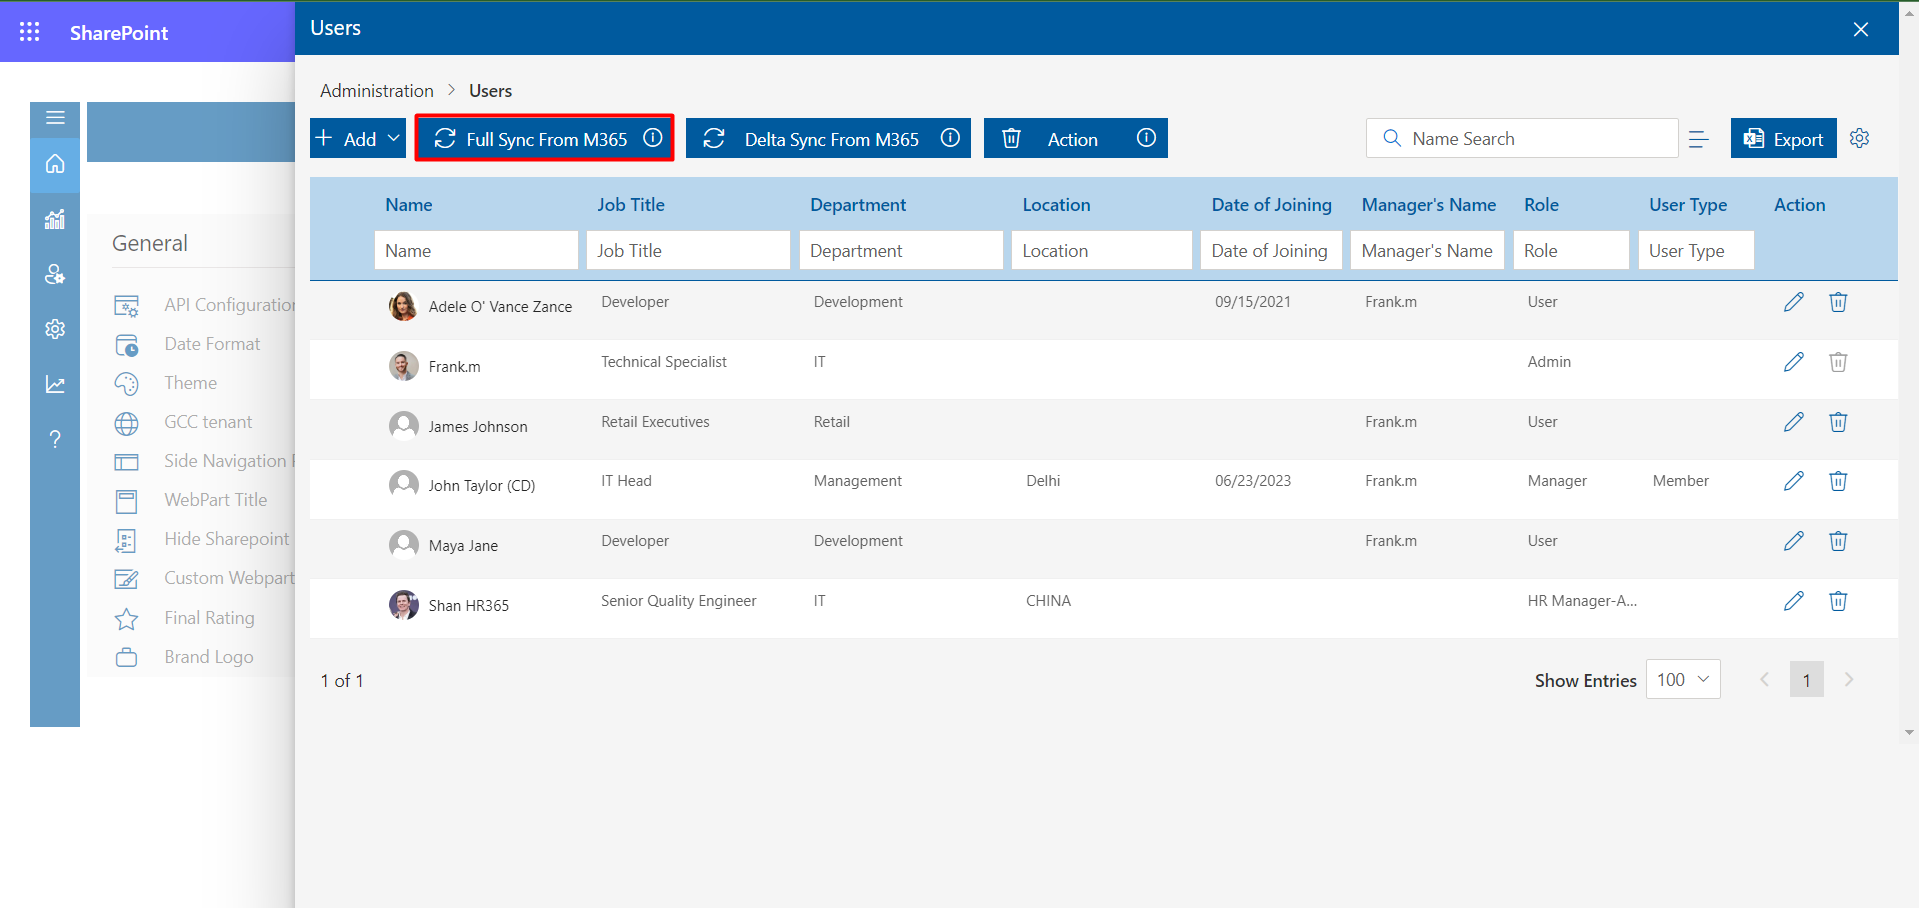 SharePoint
Users
Administration > Users
Add
Full Sync From M365
Delta Sync From M365
Action
Name Search
Export
Name Job Title Department Location Date of Joining Manager's Name Role User Type Action
Name Job Title Department Location Date of Joining Manager's Name Role User Type
Adele O' Vance Zance Developer Development 09/15/2021 Frank.m User
Frank.m Technical Specialist IT Admin
James Johnson Retail Executives Retail Frank.m User
John Taylor (CD) IT Head Management Delhi 06/23/2023 Frank.m Manager Member
Maya Jane Developer Development Frank.m User
Shan HR365 Senior Quality Engineer IT CHINA HR Manager-A...
1 of 1
Show Entries 100
1
General
API Configuration
Date Format
Theme
GCC tenant
Side Navigation
WebPart Title
Hide Sharepoint
Custom Webpart
Final Rating
Brand Logo